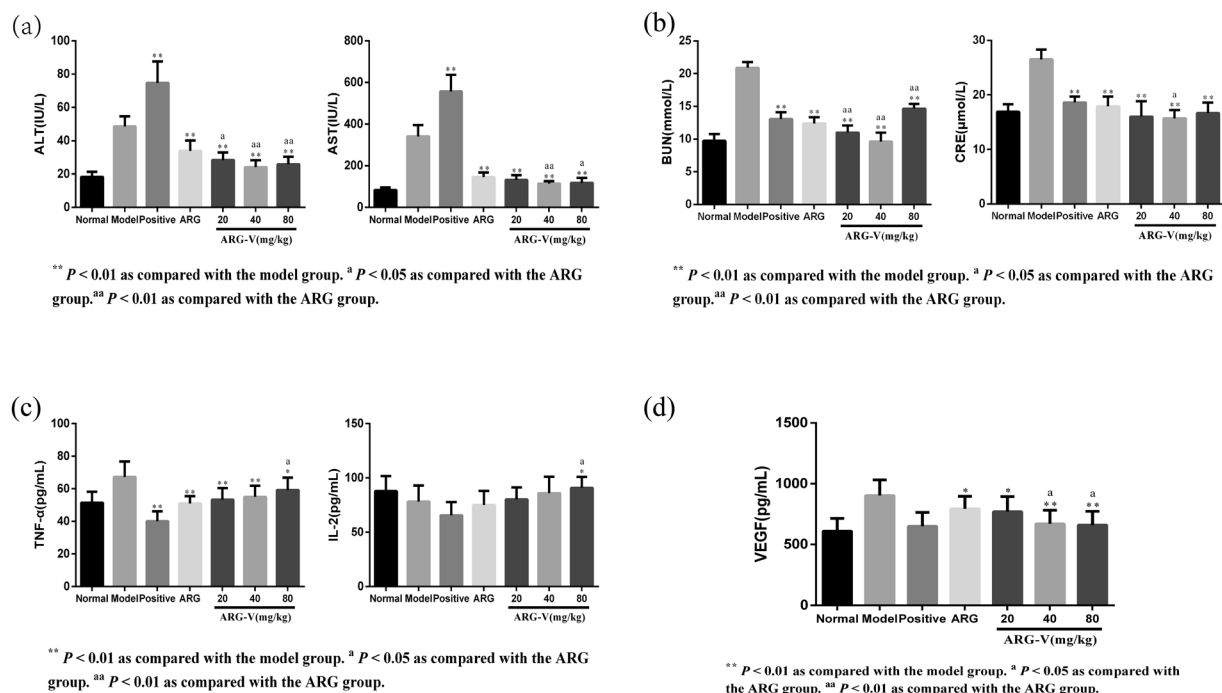 (a)
ALT(IU/L)
100
80
60
40
20
0
**
**
a
**
aa
**
aa
**
Normal Model Positive ARG 20 40 80
ARG-V(mg/kg)
AST(IU/L)
800
600
400
200
0
**
**
**
aa
**
a
**
Normal Model Positive ARG 20 40 80
ARG-V(mg/kg)
** P < 0.01 as compared with the model group. a P < 0.05 as compared with the ARG
group.aa P < 0.01 as compared with the ARG group.
(b)
BUN(mmol/L)
25
20
15
10
5
0
**
**
aa
**
aa
**
aa
**
Normal Model Positive ARG 20 40 80
ARG-V(mg/kg)
CRE(μmol/L)
30
20
10
0
**
**
**
a
**
**
Normal Model Positive ARG 20 40 80
ARG-V(mg/kg)
** P < 0.01 as compared with the model group. a P < 0.05 as compared with the ARG
group.aa P < 0.01 as compared with the ARG group.
(c)
TNF-α(pg/mL)
100
80
60
40
20
0
**
**
**
**
a
*
Normal Model Positive ARG 20 40 80
ARG-V(mg/kg)
IL-2(pg/mL)
150
100
50
0
a
*
Normal Model Positive ARG 20 40 80
ARG-V(mg/kg)
** P < 0.01 as compared with the model group. a P < 0.05 as compared with the ARG
group. aa P < 0.01 as compared with the ARG group.
(d)
VEGF(pg/mL)
1500
1000
500
0
*
*
a
**
a
**
Normal Model Positive ARG 20 40 80
ARG-V(mg/kg)
** P < 0.01 as compared with the model group. a P < 0.05 as compared with
the ARG group. aa P < 0.01 as compared with the ARG group.